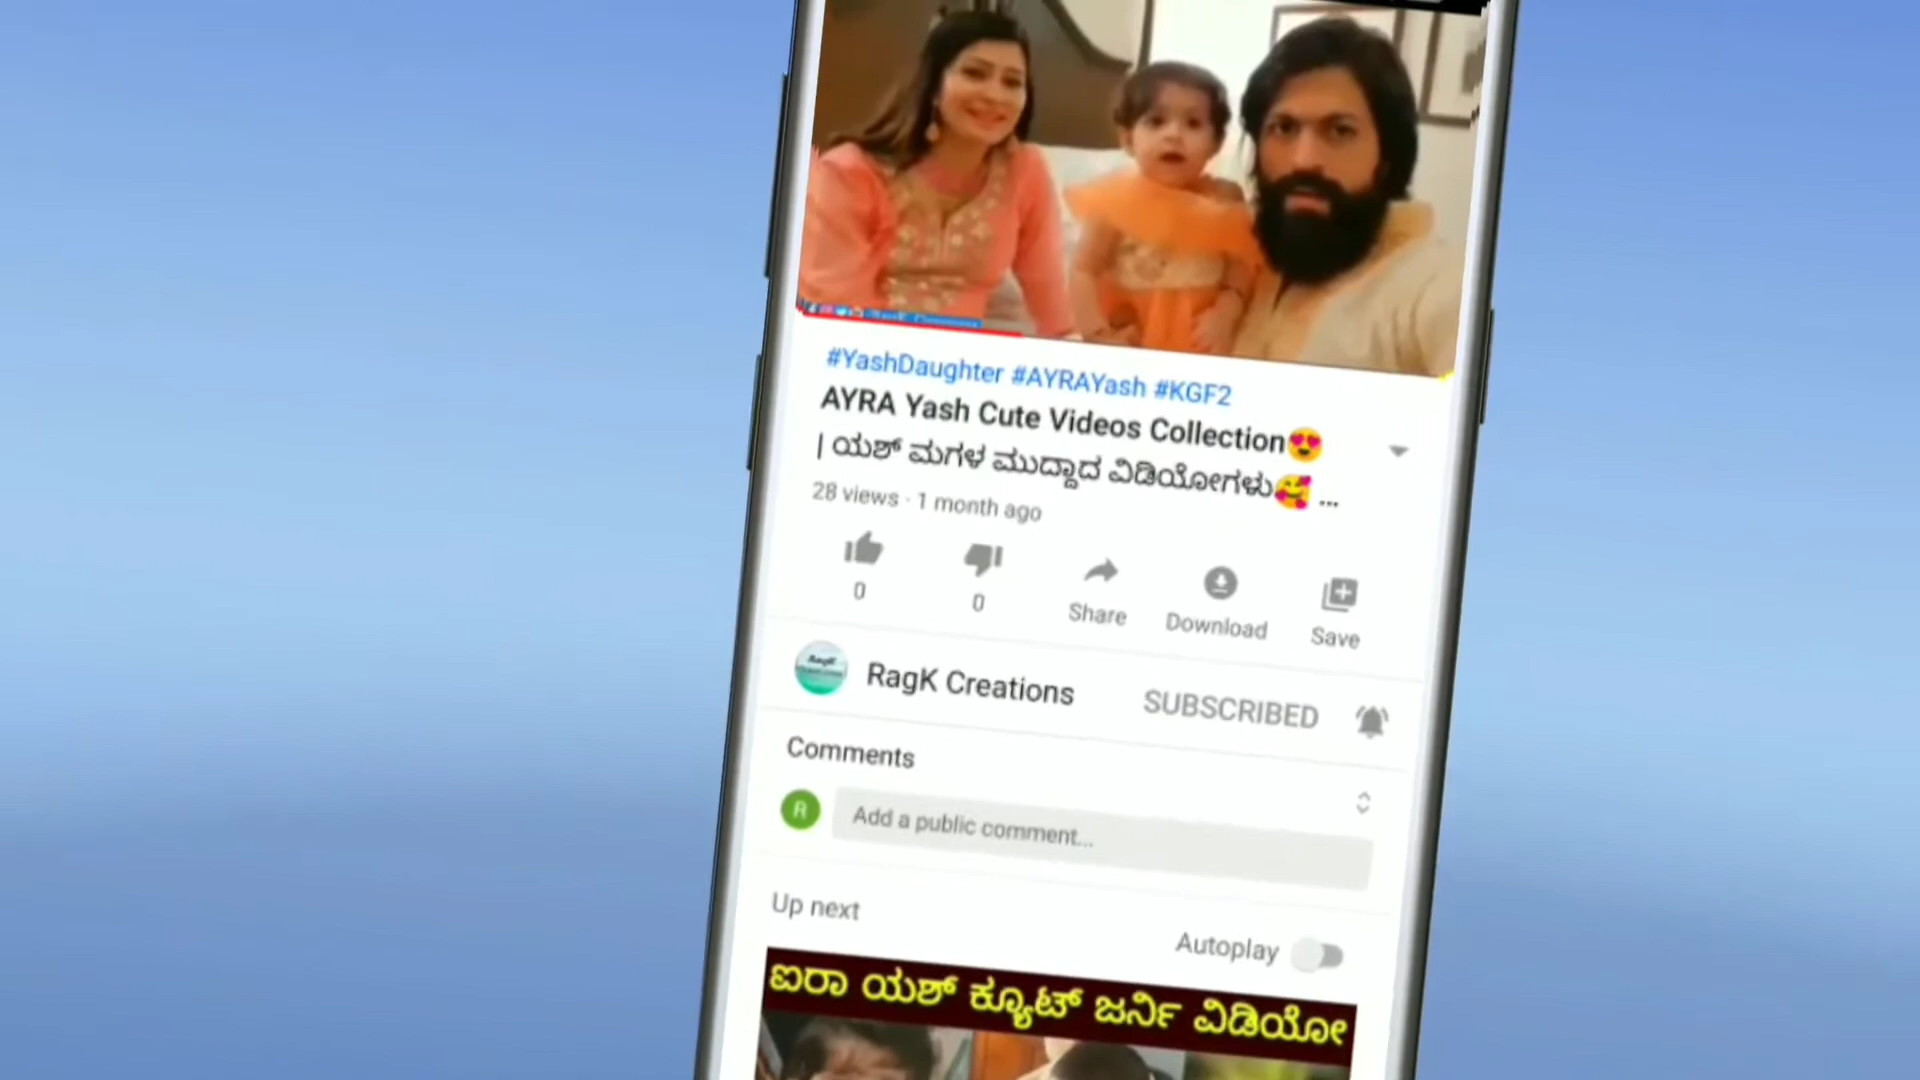 #YashDaughter #AYRAYash #KGF2
AYRA Yash Cute Videos Collection😍
| ಯಶ್ ಮಗಳ ಮುದ್ದಾದ ವಿಡಿಯೋಗಳು🥰 ...
28 views · 1 month ago
0
0
Share
Download
Save
RagK Creations
SUBSCRIBED
Comments
R
Add a public comment...
Up next
Autoplay
ಐರಾ ಯಶ್ ಕ್ಯೂಟ್ ಜರ್ನಿ ವಿಡಿಯೋ